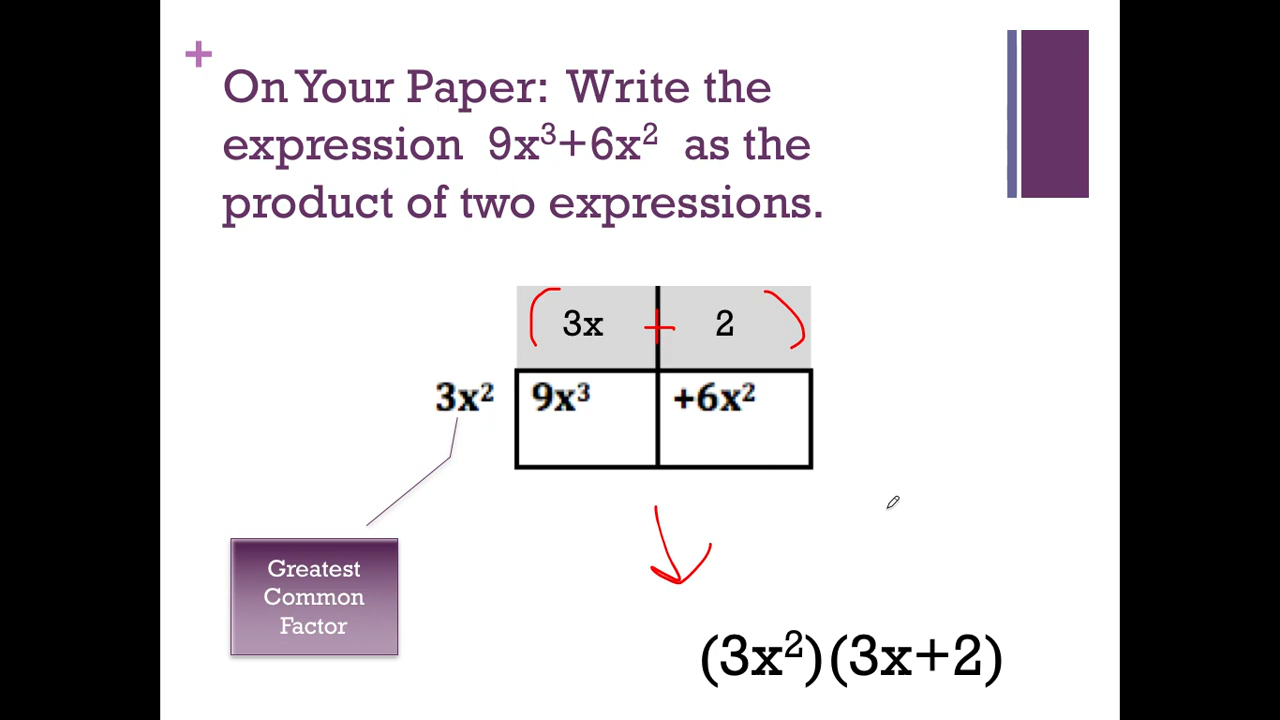 +
On Your Paper: Write the
expression 9x³+6x² as the
product of two expressions.
( 3x + 2 )
3x² 9x³ +6x²
Greatest
Common
Factor
(3x²)(3x+2)